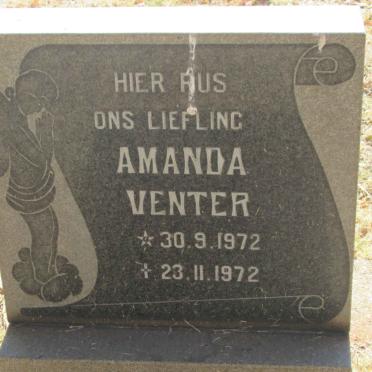 HIER RUS
ONS LIEFLING
AMANDA
VENTER
☆ 30.9.1972
✝ 23.11.1972